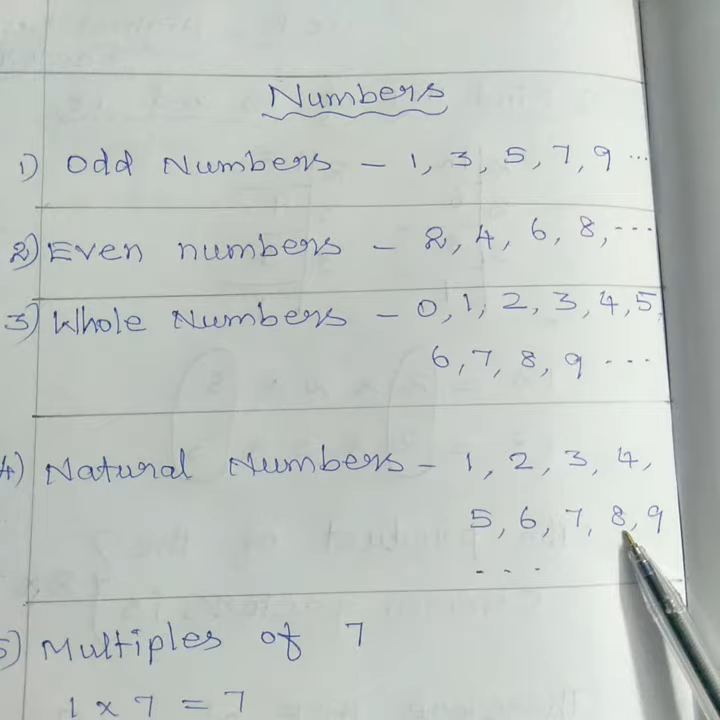 Numbers
1) Odd Numbers - 1, 3, 5, 7, 9 ...
2) Even numbers - 2, 4, 6, 8, ...
3) Whole Numbers - 0, 1, 2, 3, 4, 5,
6, 7, 8, 9 ...
4) Natural Numbers - 1, 2, 3, 4,
5, 6, 7, 8, 9
...
5) Multiples of 7
1 x 7 = 7